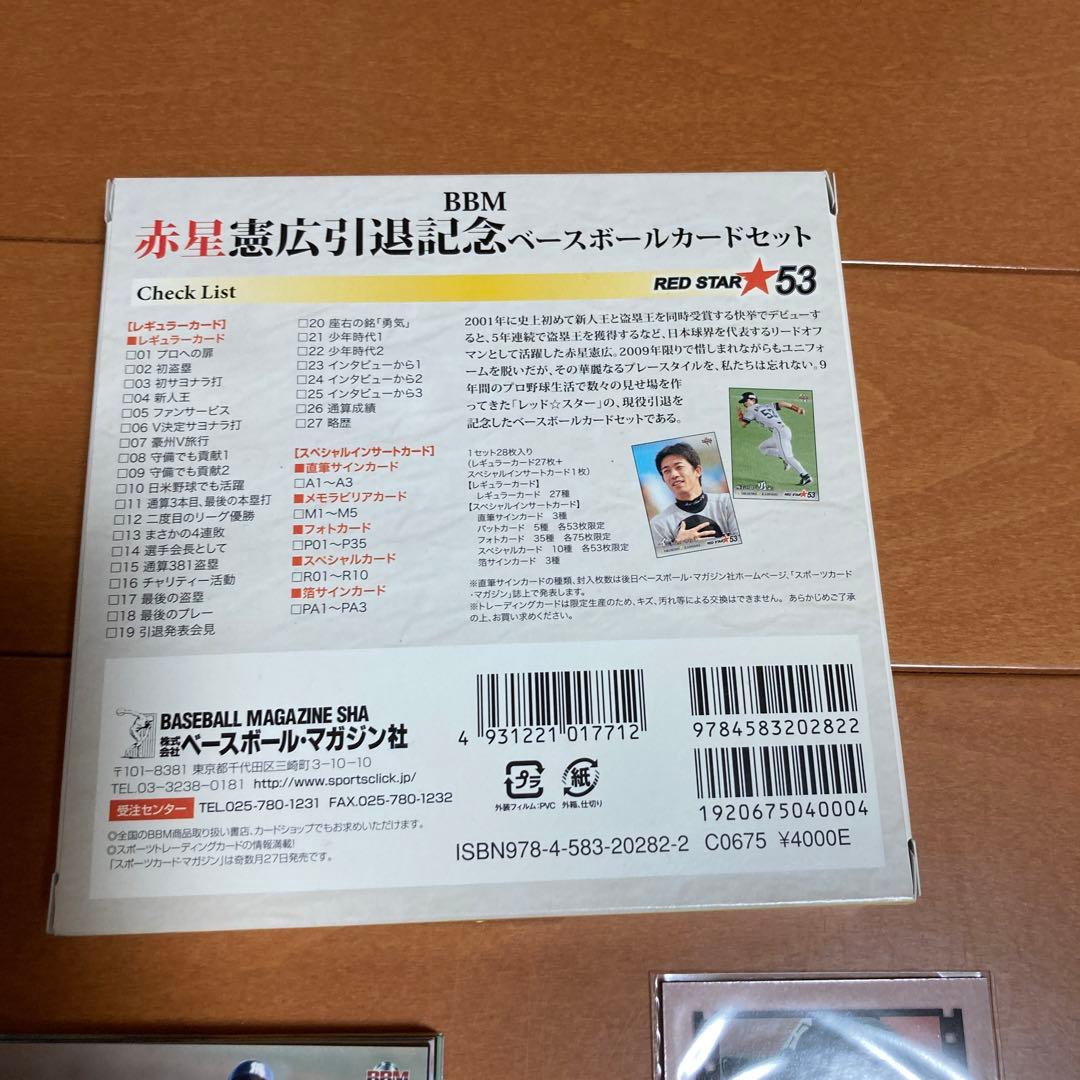 BBM
赤星憲広引退記念ベースボールカードセット
Check List
RED STAR★53
【レギュラーカード】
■レギュラーカード
□01 プロへの扉
□02 初盗塁
□03 初サヨナラ打
□04 新人王
□05 ファンサービス
□06 V決定サヨナラ打
□07 豪州V旅行
□08 守備でも貢献1
□09 守備でも貢献2
□10 日米野球でも活躍
□11 通算3本目、最後の本塁打
□12 二度目のリーグ優勝
□13 まさかの4連敗
□14 選手会長として
□15 通算381盗塁
□16 チャリティー活動
□17 最後の盗塁
□18 最後のプレー
□19 引退発表会見
□20 座右の銘「勇気」
□21 少年時代1
□22 少年時代2
□23 インタビューから1
□24 インタビューから2
□25 インタビューから3
□26 通算成績
□27 略歴
【スペシャルインサートカード】
■直筆サインカード
□A1〜A3
■メモラビリアカード
□M1〜M5
■フォトカード
□P01〜P35
■スペシャルカード
□R01〜R10
■箔サインカード
□PA1〜PA3
2001年に史上初めて新人王と盗塁王を同時受賞する快挙でデビューす
ると、5年連続で盗塁王を獲得するなど、日本球界を代表するリードオフ
マンとして活躍した赤星憲広。2009年限りで惜しまれながらもユニフォ
ームを脱いだが、その華麗なるプレースタイルを、私たちは忘れない。9
年間のプロ野球生活で数々の見せ場を作
ってきた「レッド☆スター」の、現役引退を
記念したベースボールカードセットである。
1セット28枚入り
(レギュラーカード27枚+
スペシャルインサートカード1枚)
【レギュラーカード】
レギュラーカード 27種
【スペシャルインサートカード】
直筆サインカード 3種
バットカード 5種 各53枚限定
フォトカード 35種 各75枚限定
スペシャルカード 10種 各53枚限定
箔サインカード 3種
RED STAR★53
RED STAR★53
※直筆サインカードの種類、封入枚数は後日ベースボール・マガジン社ホームページ、「スポーツカード
・マガジン」誌上で発表します。
※トレーディングカードは限定生産のため、キズ、汚れ等による交換はできません。あらかじめご了承
の上、お買い求めください。
BASEBALL MAGAZINE SHA
株式会社ベースボール・マガジン社
〒101-8381 東京都千代田区三崎町3-10-10
TEL.03-3238-0181 http://www.sportsclick.jp/
受注センター TEL.025-780-1231 FAX.025-780-1232
◎全国のBBM商品取り扱い書店、カードショップでもお求めいただけます。
◎スポーツトレーディングカードの情報満載!
「スポーツカード・マガジン」は奇数月27日発売です。
4 931221 017712
プラ
紙
外装フィルム:PVC 外箱、仕切り
9784583202822
1920675040004
ISBN978-4-583-20282-2 C0675 ¥4000E
BBM